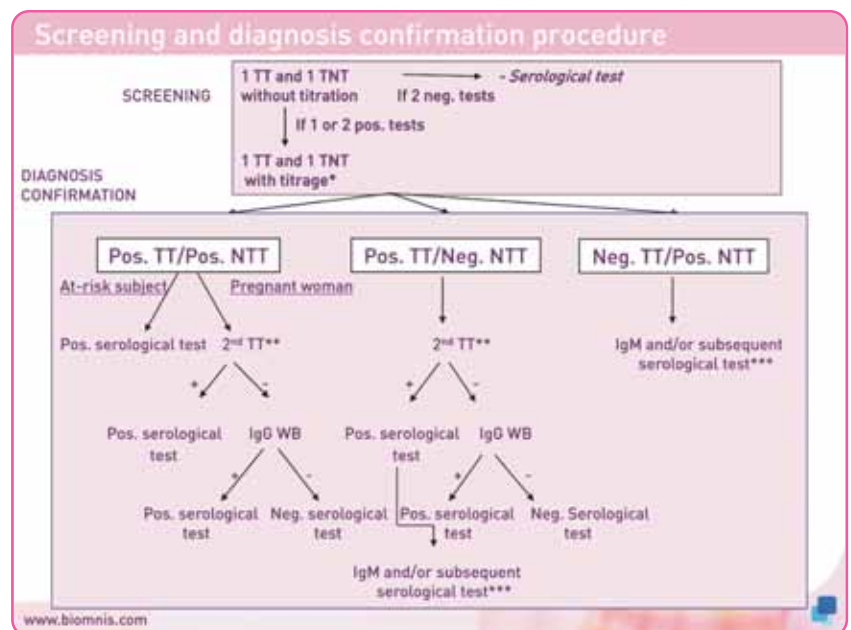 Screening and diagnosis confirmation procedure
SCREENING
1 TT and 1 TNT
without titration
If 2 neg. tests
- Serological test
If 1 or 2 pos. tests
1 TT and 1 TNT
with titrage*
DIAGNOSIS
CONFIRMATION
Pos. TT/Pos. NTT
Pos. TT/Neg. NTT
Neg. TT/Pos. NTT
At-risk subject
Pregnant woman
Pos. serological test
2nd TT**
2nd TT**
IgM and/or subsequent
serological test***
+
-
+
-
Pos. serological
test
IgG WB
Pos. serological
test
IgG WB
+
-
+
-
Pos. serological
test
Neg. serological
test
Pos. serological
test
Neg. Serological
test
IgM and/or subsequent
serological test***
www.biomnis.com